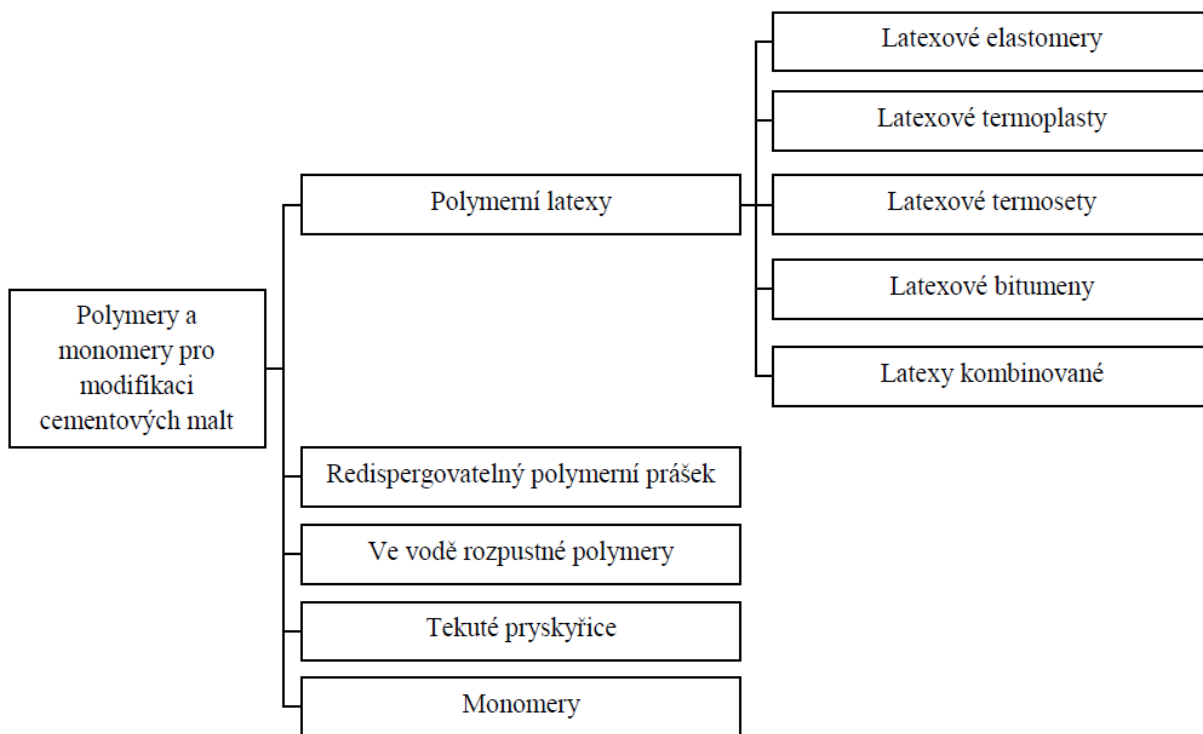 Polymery a
monomery pro
modifikaci
cementových malt
Polymerní latexy
Latexové elastomery
Latexové termoplasty
Latexové termosety
Latexové bitumeny
Latexy kombinované
Redispergovatelný polymerní prášek
Ve vodě rozpustné polymery
Tekuté pryskyřice
Monomery